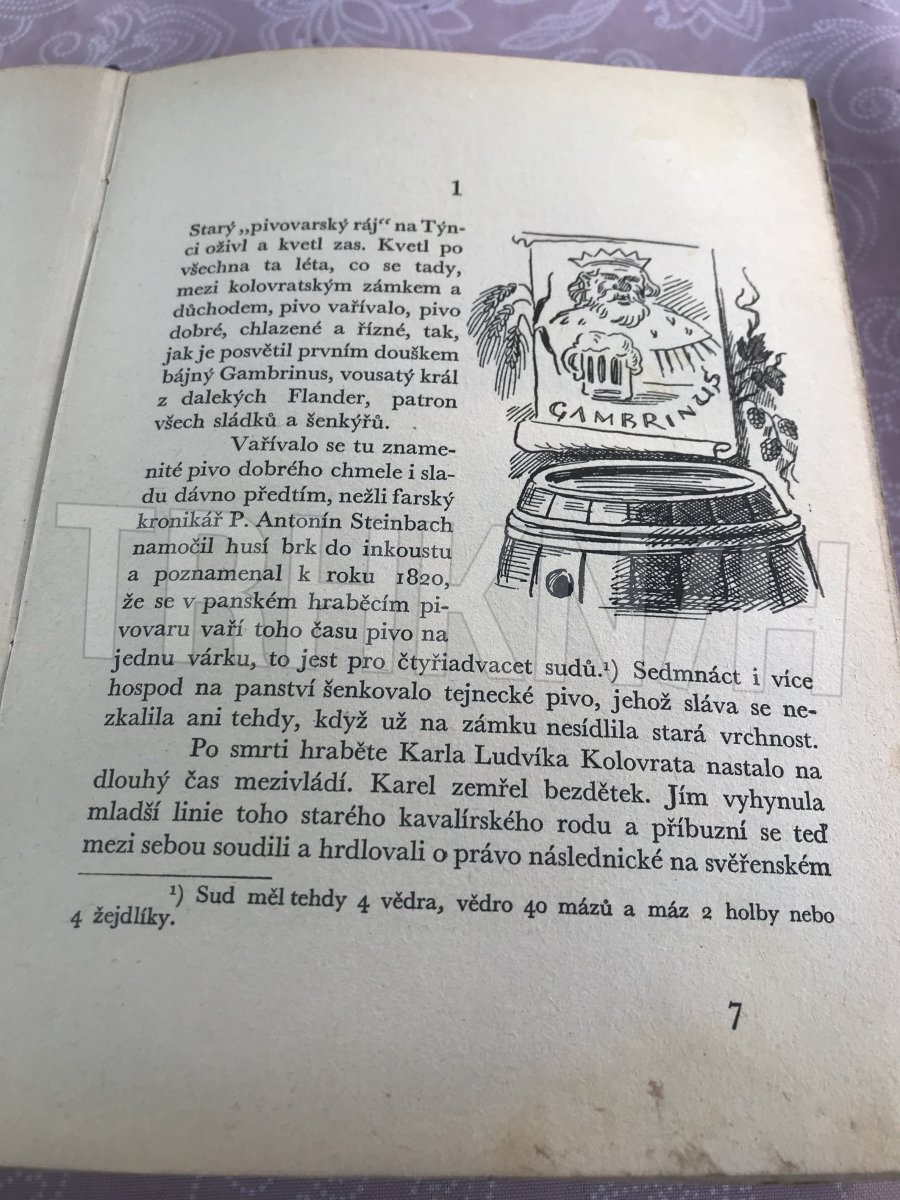 1
Starý „pivovarský ráj“ na Týn-
ci oživl a kvetl zas. Kvetl po
všechna ta léta, co se tady,
mezi kolovratským zámkem a
důchodem, pivo vařívalo, pivo
dobré, chlazené a řízné, tak,
jak je posvětil prvním douškem
bájný Gambrinus, vousatý král
z dalekých Flander, patron
všech sládků a šenkýřů.
GAMBRINUS
Vařívalo se tu zname-
nité pivo dobrého chmele i sla-
du dávno předtím, nežli farský
kronikář P. Antonín Steinbach
namočil husí brk do inkoustu
a poznamenal k roku 1820,
že se v panském hraběcím pi-
vovaru vaří toho času pivo na
jednu várku, to jest pro čtyřiadvacet sudů.¹) Sedmnáct i více
hospod na panství šenkovalo tejnecké pivo, jehož sláva se ne-
zkalila ani tehdy, když už na zámku nesídlila stará vrchnost.
Po smrti hraběte Karla Ludvíka Kolovrata nastalo na
dlouhý čas mezivládí. Karel zemřel bezdětek. Jím vyhynula
mladší linie toho starého kavalírského rodu a příbuzní se teď
mezi sebou soudili a hrdlovali o právo následnické na svěřenském
¹) Sud měl tehdy 4 vědra, vědro 40 mázů a máz 2 holby nebo
4 žejdlíky.
7